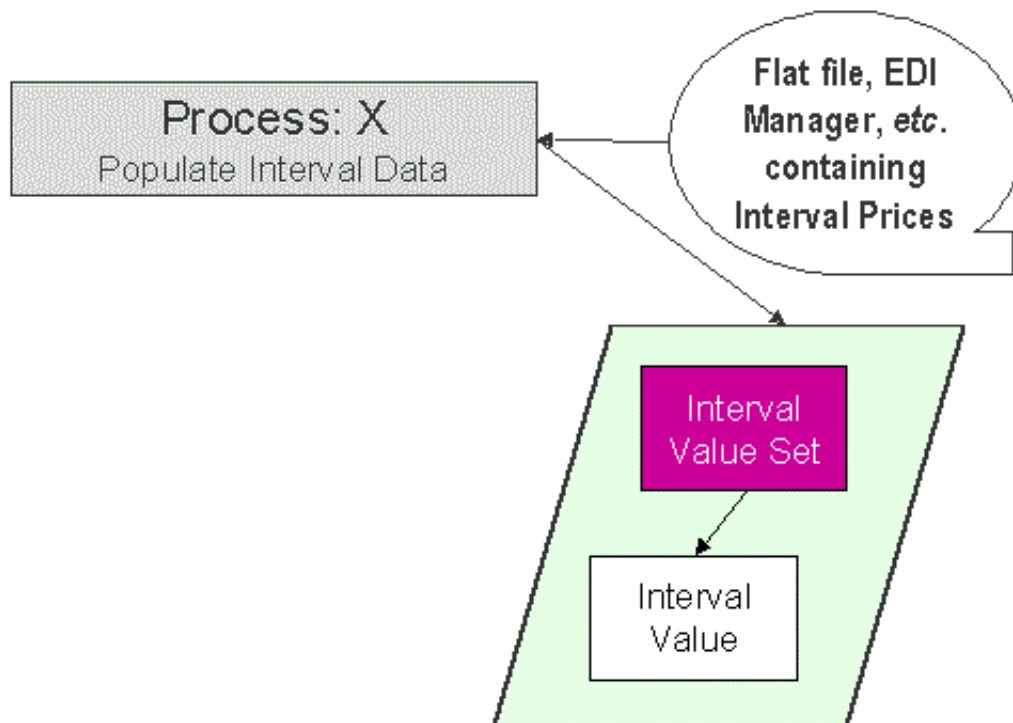 Process: X
Populate Interval Data
Flat file, EDI
Manager, etc.
containing
Interval Prices
Interval
Value Set
Interval
Value